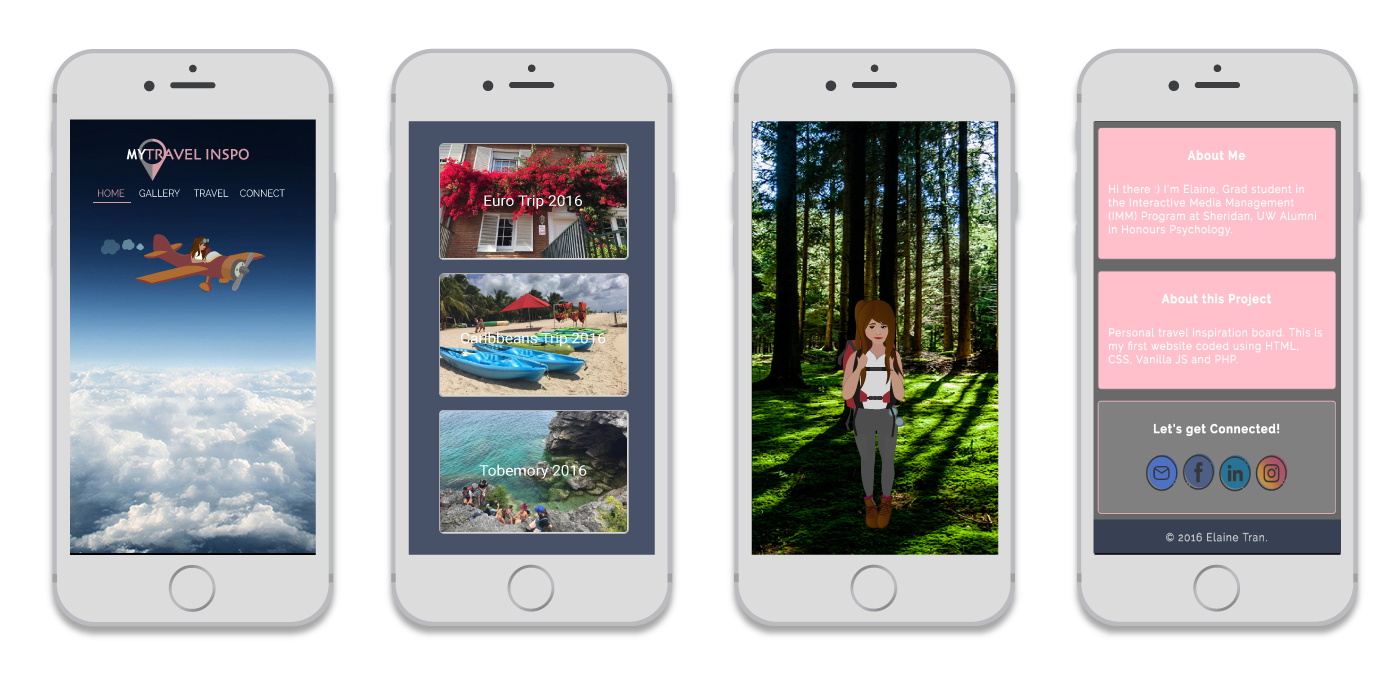 MYTRAVEL INSPO
HOME GALLERY TRAVEL CONNECT
Euro Trip 2016
Caribbeans Trip 2016
Tobemory 2016
About Me
Hi there :) I'm Elaine. Grad student in
the Interactive Media Management
(IMM) Program at Sheridan, UW Alumni
in Honours Psychology.
About this Project
Personal travel inspiration board. This is
my first website coded using HTML,
CSS, Vanilla JS and PHP.
Let's get Connected!
f
in
© 2016 Elaine Tran.